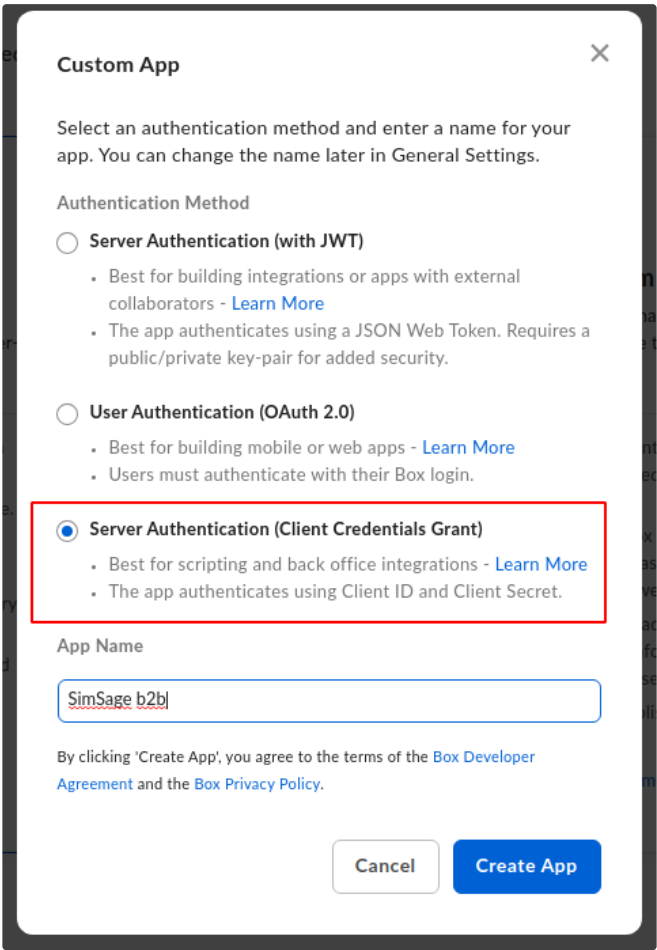 Custom App
Select an authentication method and enter a name for your
app. You can change the name later in General Settings.
Authentication Method
Server Authentication (with JWT)
• Best for building integrations or apps with external
collaborators - Learn More
• The app authenticates using a JSON Web Token. Requires a
public/private key-pair for added security.
User Authentication (OAuth 2.0)
• Best for building mobile or web apps - Learn More
• Users must authenticate with their Box login.
Server Authentication (Client Credentials Grant)
• Best for scripting and back office integrations - Learn More
• The app authenticates using Client ID and Client Secret.
App Name
SimSage b2b
By clicking 'Create App', you agree to the terms of the Box Developer
Agreement and the Box Privacy Policy.
Cancel
Create App